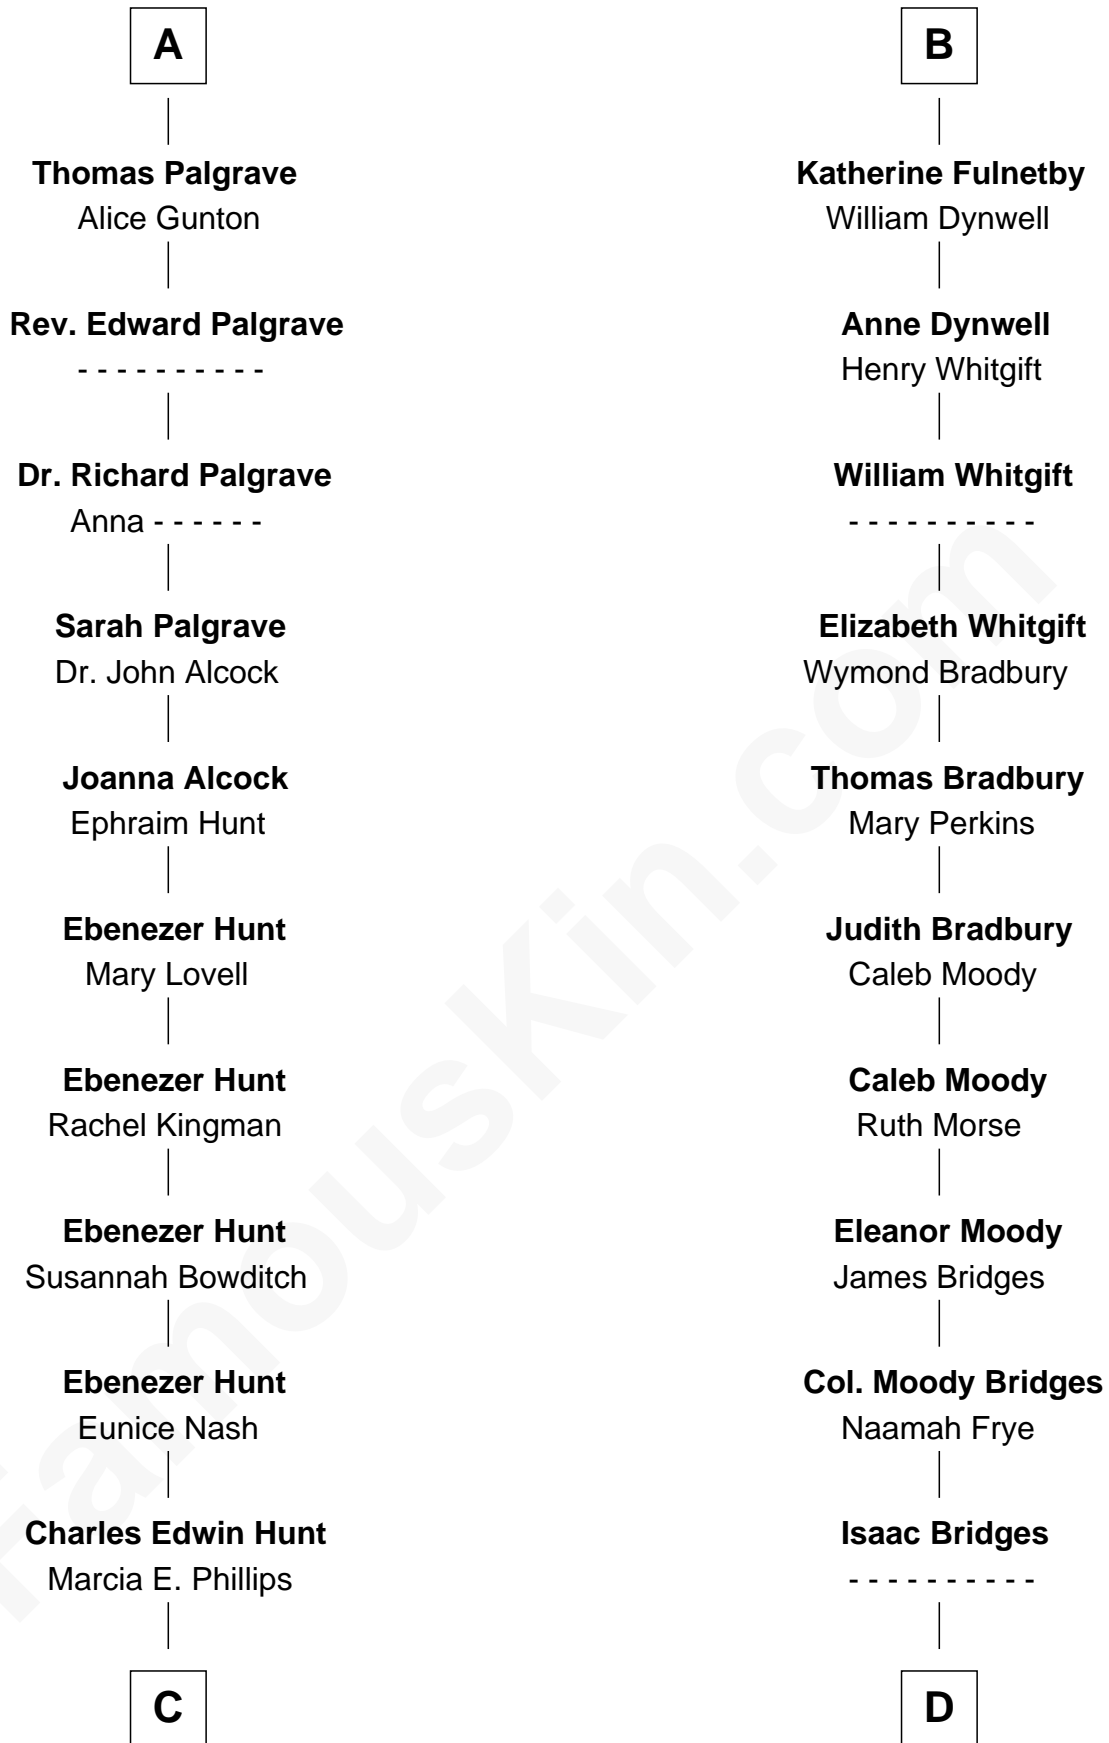 A
Thomas Palgrave
Alice Gunton
Rev. Edward Palgrave
- - - - - - - - - -
Dr. Richard Palgrave
Anna - - - - - -
Sarah Palgrave
Dr. John Alcock
Joanna Alcock
Ephraim Hunt
Ebenezer Hunt
Mary Lovell
Ebenezer Hunt
Rachel Kingman
Ebenezer Hunt
Susannah Bowditch
Ebenezer Hunt
Eunice Nash
Charles Edwin Hunt
Marcia E. Phillips
C
B
Katherine Fulnetby
William Dynwell
Anne Dynwell
Henry Whitgift
William Whitgift
- - - - - - - - - -
Elizabeth Whitgift
Wymond Bradbury
Thomas Bradbury
Mary Perkins
Judith Bradbury
Caleb Moody
Caleb Moody
Ruth Morse
Eleanor Moody
James Bridges
Col. Moody Bridges
Naamah Frye
Isaac Bridges
- - - - - - - - - -
D
FamousKin.com